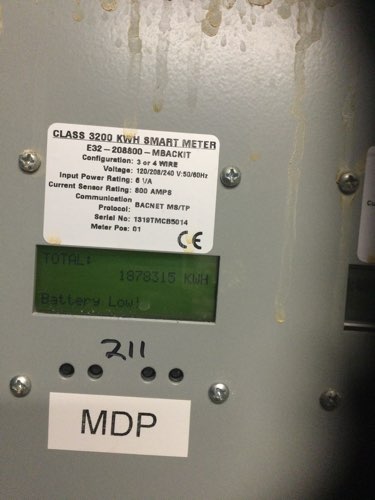 CLASS 3200 KWH SMART METER
E32-208800-MBACKIT
Configuration: 3 or 4 WIRE
Voltage: 120/208/240 V:50/60Hz
Input Power Rating: 6 VA
Current Sensor Rating: 800 AMPS
Communication
Protocol: BACNET MS/TP
Serial No: 1319TMCB5014
Meter Pos: 01
CE
TOTAL:
1878315 KWH
Battery Low!
211
MDP